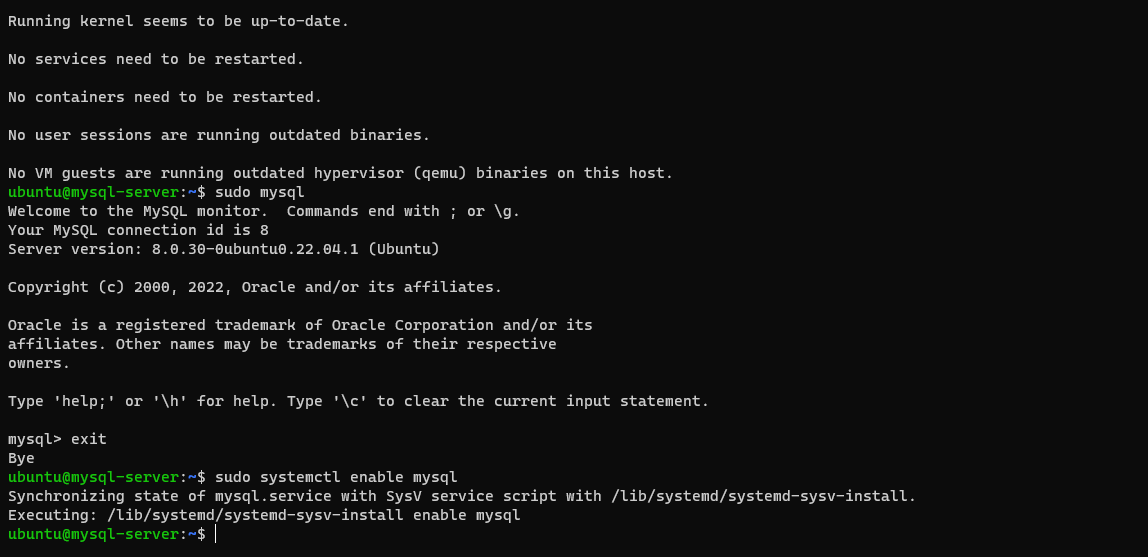 Running kernel seems to be up-to-date.
No services need to be restarted.
No containers need to be restarted.
No user sessions are running outdated binaries.
No VM guests are running outdated hypervisor (qemu) binaries on this host.
ubuntu@mysql-server:~$ sudo mysql
Welcome to the MySQL monitor.  Commands end with ; or \g.
Your MySQL connection id is 8
Server version: 8.0.30-0ubuntu0.22.04.1 (Ubuntu)
Copyright (c) 2000, 2022, Oracle and/or its affiliates.
Oracle is a registered trademark of Oracle Corporation and/or its
affiliates. Other names may be trademarks of their respective
owners.
Type 'help;' or '\h' for help. Type '\c' to clear the current input statement.
mysql> exit
Bye
ubuntu@mysql-server:~$ sudo systemctl enable mysql
Synchronizing state of mysql.service with SysV service script with /lib/systemd/systemd-sysv-install.
Executing: /lib/systemd/systemd-sysv-install enable mysql
ubuntu@mysql-server:~$